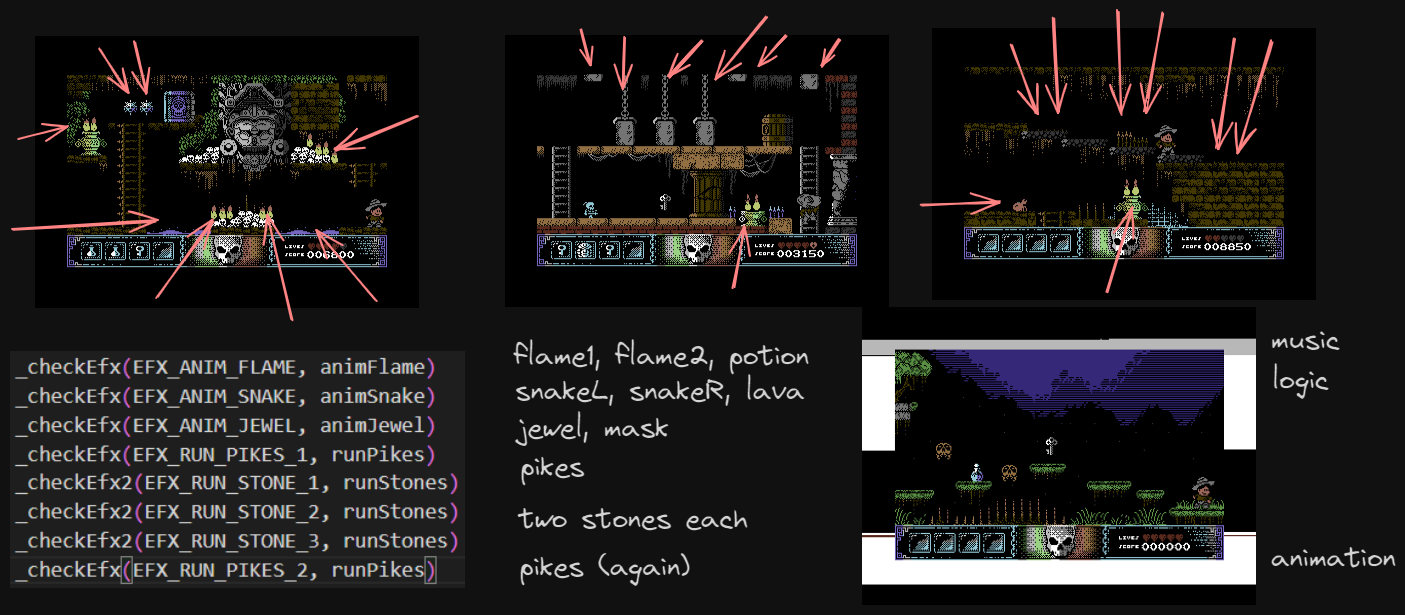 LIVES
SCORE 006800
LIVES
SCORE 003150
LIVES
SCORE 008850
_checkEfx(EFX_ANIM_FLAME, animFlame)
_checkEfx(EFX_ANIM_SNAKE, animSnake)
_checkEfx(EFX_ANIM_JEWEL, animJewel)
_checkEfx(EFX_RUN_PIKES_1, runPikes)
_checkEfx2(EFX_RUN_STONE_1, runStones)
_checkEfx2(EFX_RUN_STONE_2, runStones)
_checkEfx2(EFX_RUN_STONE_3, runStones)
_checkEfx(EFX_RUN_PIKES_2, runPikes)
flame1, flame2, potion
snakeL, snakeR, lava
jewel, mask
pikes
two stones each
pikes (again)
LIVES
SCORE 000000
music
logic
animation